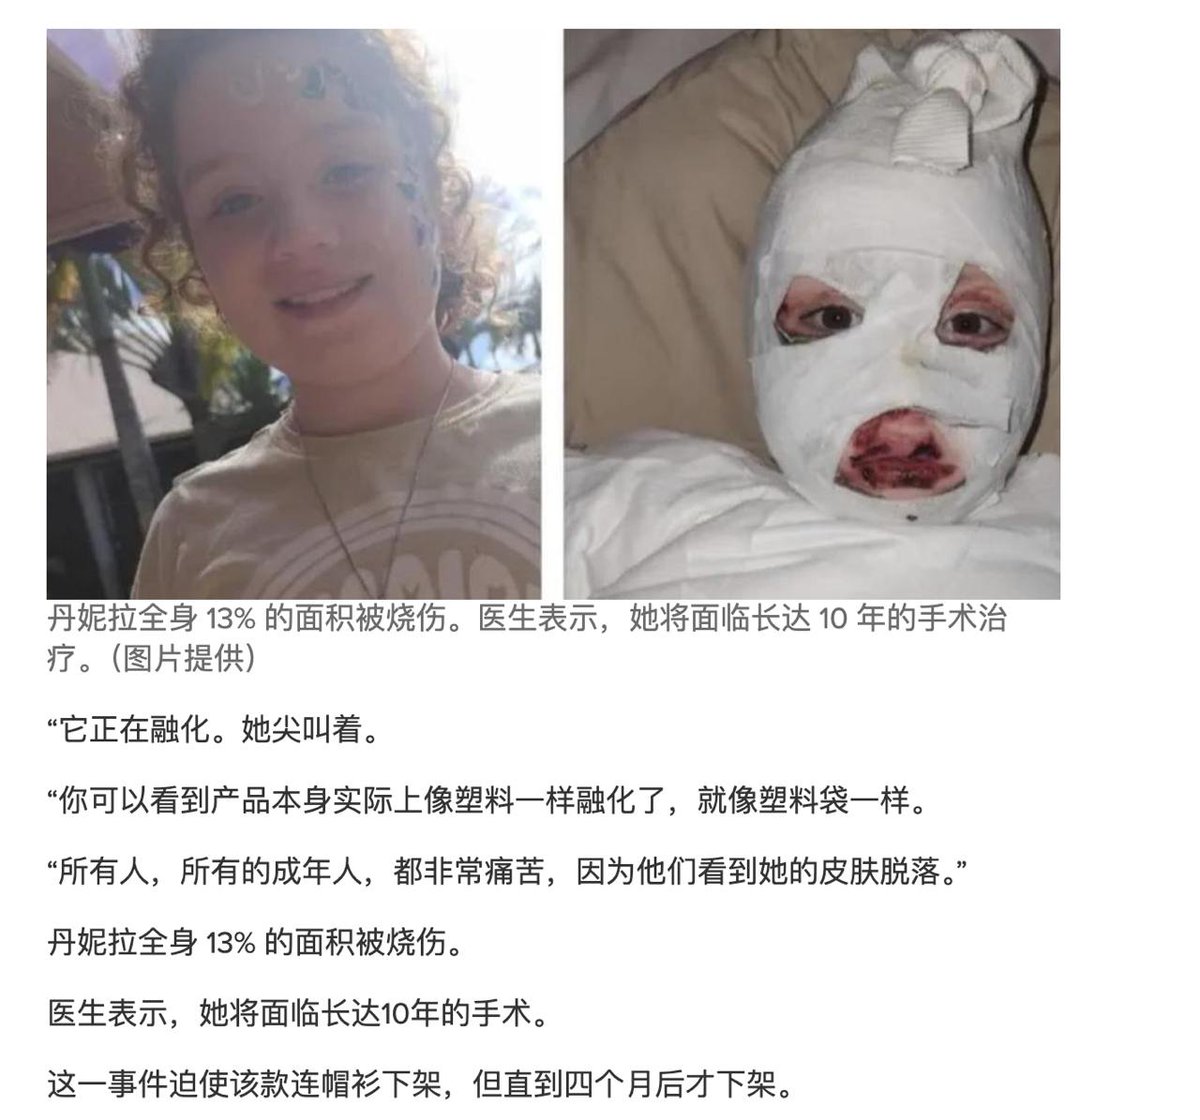 丹妮拉全身 13% 的面积被烧伤。医生表示，她将面临长达 10 年的手术治
疗。（图片提供）
“它正在融化。她尖叫着。
“你可以看到产品本身实际上像塑料一样融化了，就像塑料袋一样。
“所有人，所有的成年人，都非常痛苦，因为他们看到她的皮肤脱落。”
丹妮拉全身 13% 的面积被烧伤。
医生表示，她将面临长达10年的手术。
这一事件迫使该款连帽衫下架，但直到四个月后才下架。